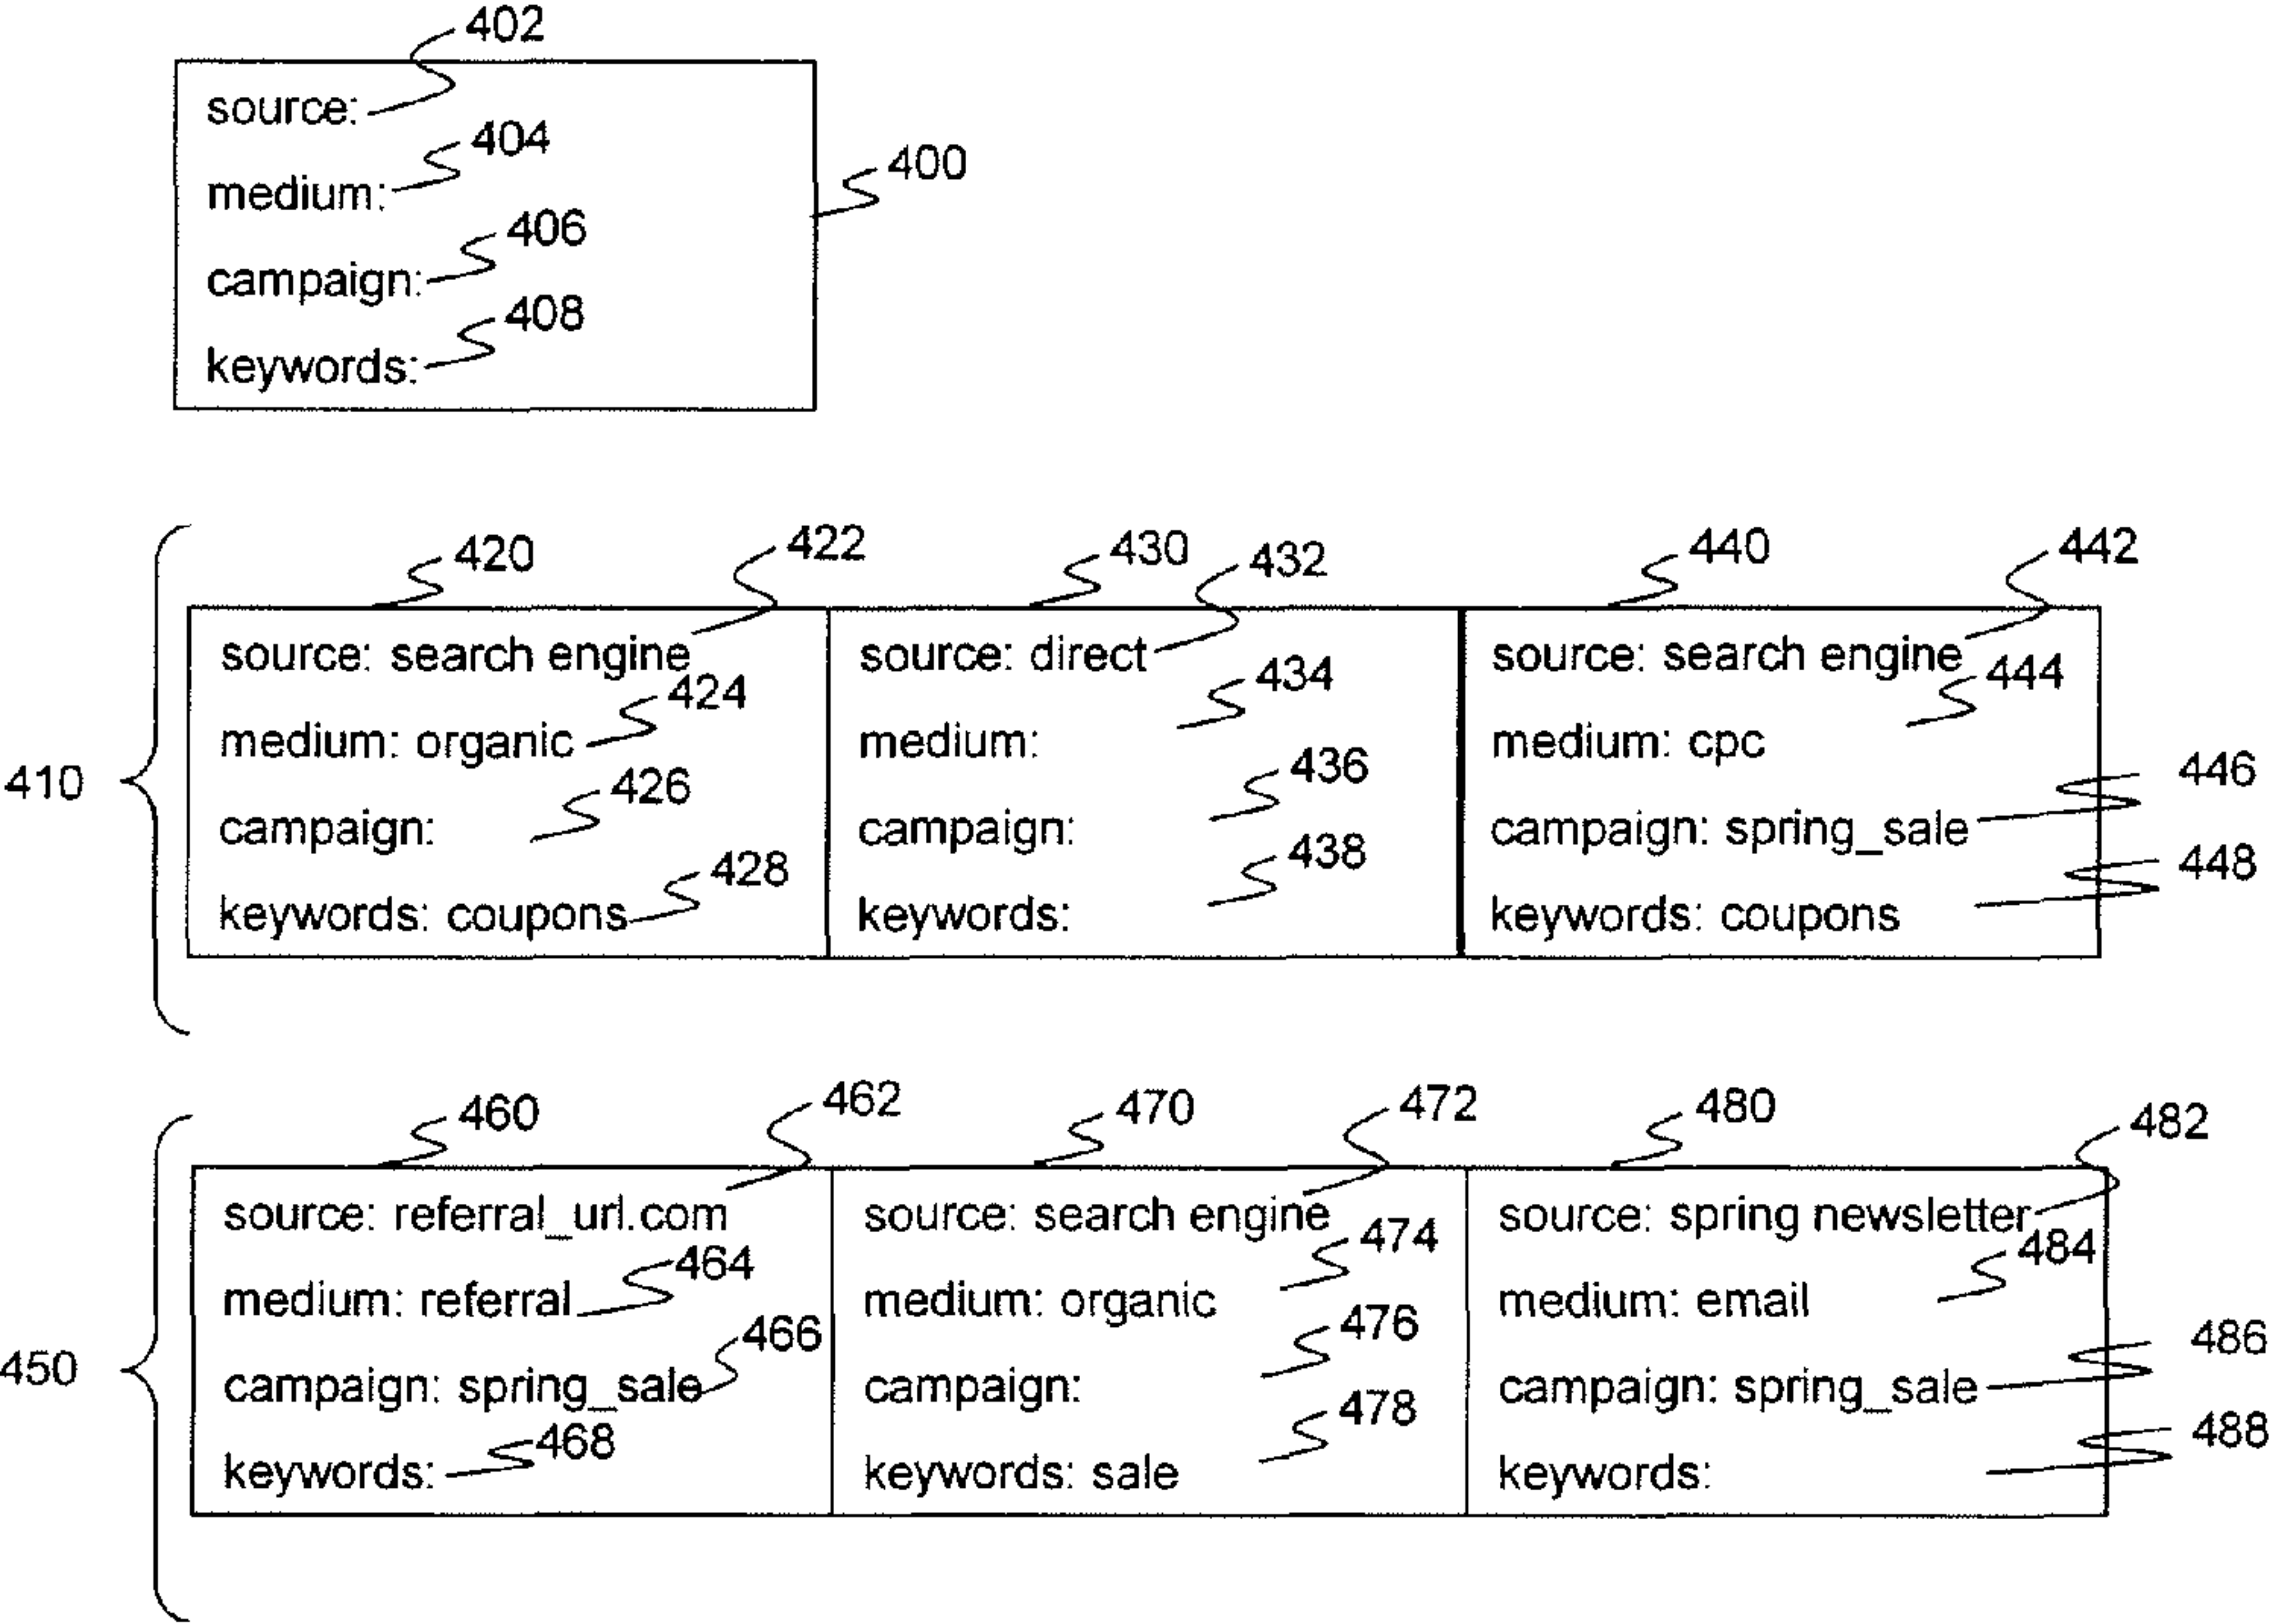 402
source:
404
medium:
400
406
campaign:
408
keywords:
420 422 430 432 440 442
source: search engine source: direct source: search engine
424 434 444
medium: organic medium: medium: cpc
410
426 436 446
campaign: campaign: campaign: spring_sale
428 438 448
keywords: coupons keywords: keywords: coupons
460 462 470 472 480 482
source: referral_url.com source: search engine source: spring newsletter
464 474 484
medium: referral medium: organic medium: email
466 476 486
450
campaign: spring_sale campaign: campaign: spring_sale
468 478 488
keywords: keywords: sale keywords: